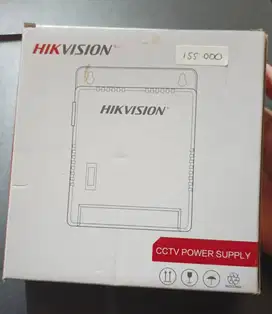 HIKVISION
155 000
HIKVISION
CCTV POWER SUPPLY